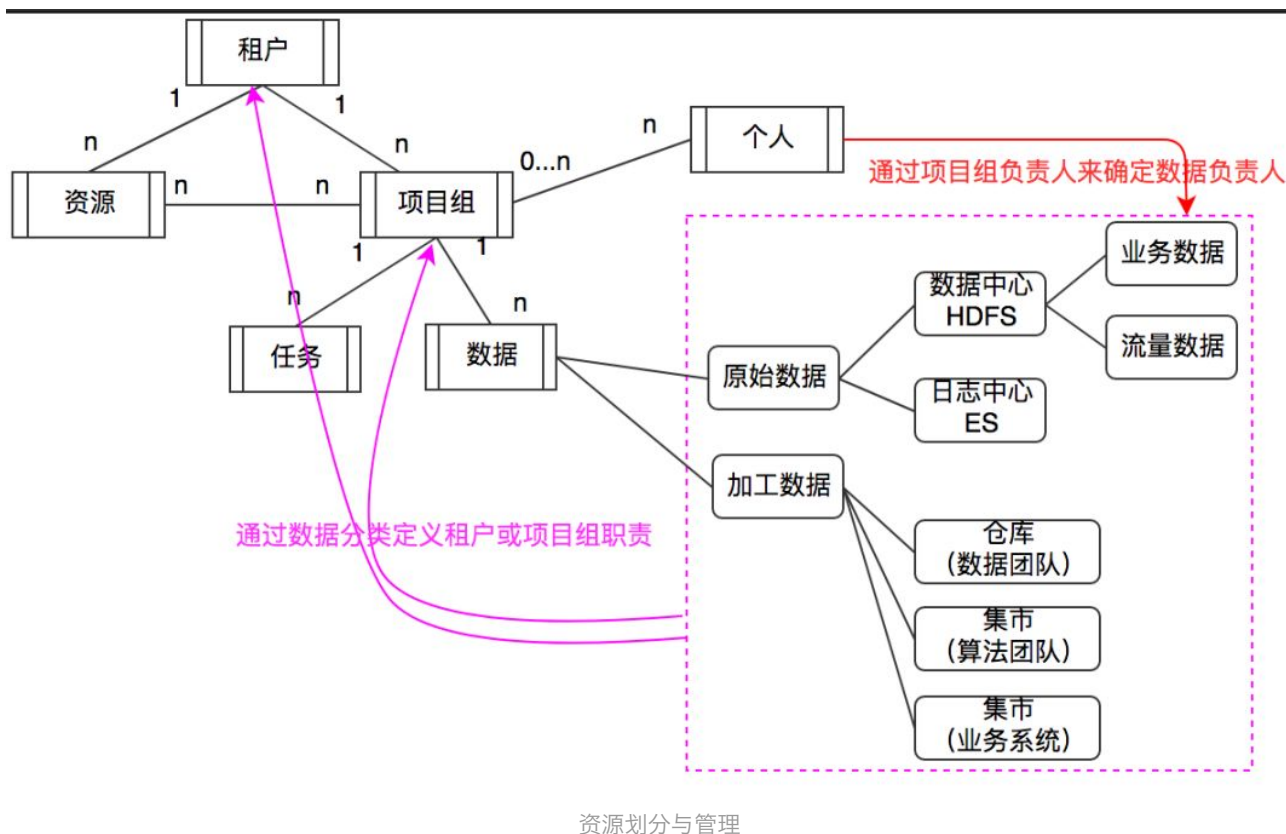 租户
1
1
n
n
n
0...n
个人
通过项目组负责人来确定数据负责人
资源
n
n
项目组
业务数据
1
1
数据中心
HDFS
n
n
任务
数据
流量数据
原始数据
日志中心
ES
加工数据
通过数据分类定义租户或项目组职责
仓库
（数据团队）
集市
（算法团队）
集市
（业务系统）
资源划分与管理